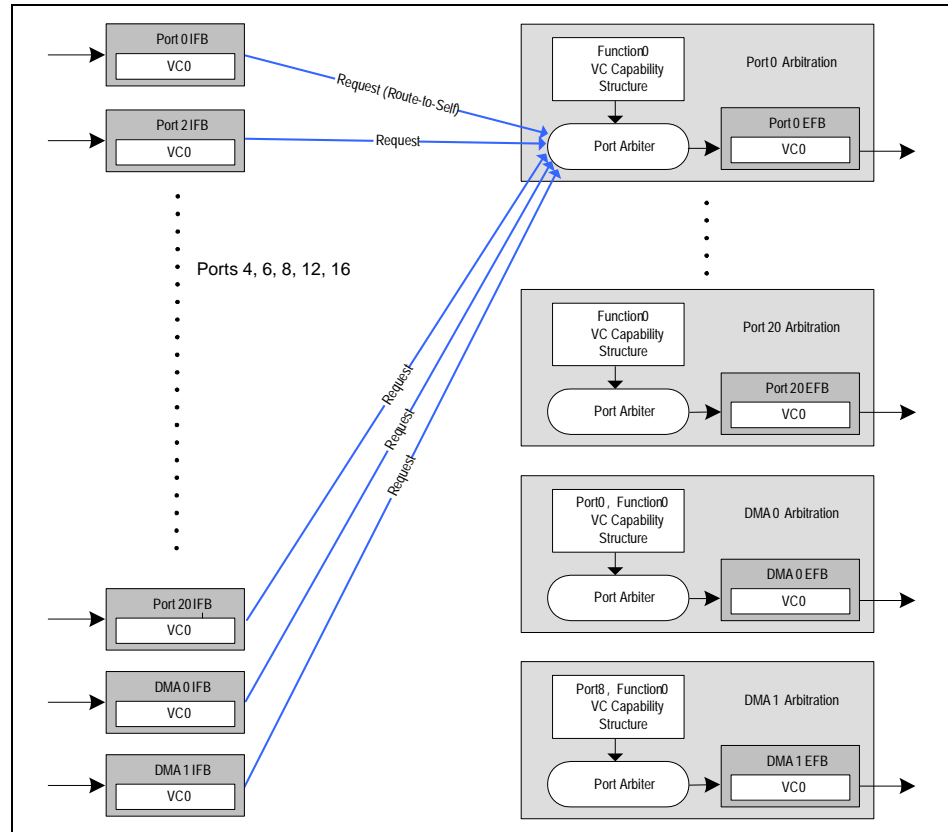 Port 0 IFB
VC0
Port 2 IFB
VC0
Ports 4, 6, 8, 12, 16
Port 20 IFB
VC0
DMA 0 IFB
VC0
DMA 1 IFB
VC0
Request (Route-to-Self)
Request
Request
Request
Request
Function0
VC Capability
Structure
Port 0 Arbitration
Port Arbiter
Port 0 EFB
VC0
Function0
VC Capability
Structure
Port 20 Arbitration
Port Arbiter
Port 20 EFB
VC0
Port0, Function0
VC Capability
Structure
DMA 0 Arbitration
Port Arbiter
DMA 0 EFB
VC0
Port8, Function0
VC Capability
Structure
DMA 1 Arbitration
Port Arbiter
DMA 1 EFB
VC0